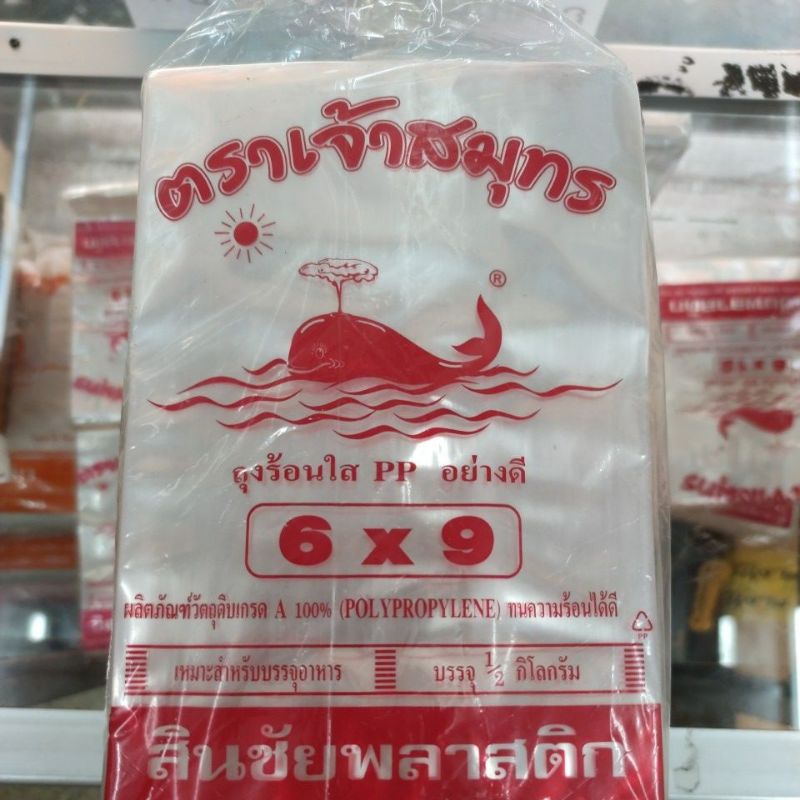 ตราเจ้าสมุทร
®
ถุงร้อนใส PP อย่างดี
6 x 9
ผลิตภัณฑ์วัตถุดิบเกรด A 100% (POLYPROPYLENE) ทนความร้อนได้ดี
PP
เหมาะสำหรับบรรจุอาหาร บรรจุ 1/2 กิโลกรัม
สินชัยพลาสติก